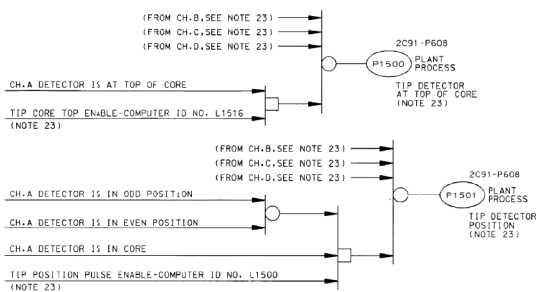 (FROM CH.B.SEE NOTE 23)
(FROM CH.C.SEE NOTE 23)
(FROM CH.D.SEE NOTE 23)
2C91-P608
P1500
PLANT
PROCESS
TIP DETECTOR
AT TOP OF CORE
(NOTE 23)
CH.A DETECTOR IS AT TOP OF CORE
TIP CORE TOP ENABLE-COMPUTER ID NO. L1516
(NOTE 23)
(FROM CH.B.SEE NOTE 23)
(FROM CH.C.SEE NOTE 23)
(FROM CH.D.SEE NOTE 23)
2C91-P608
P1501
PLANT
PROCESS
TIP DETECTOR
POSITION
(NOTE 23)
CH.A DETECTOR IS IN ODD POSITION
CH.A DETECTOR IS IN EVEN POSITION
CH.A DETECTOR IS IN CORE
TIP POSITION PULSE ENABLE-COMPUTER ID NO. L1500
(NOTE 23)